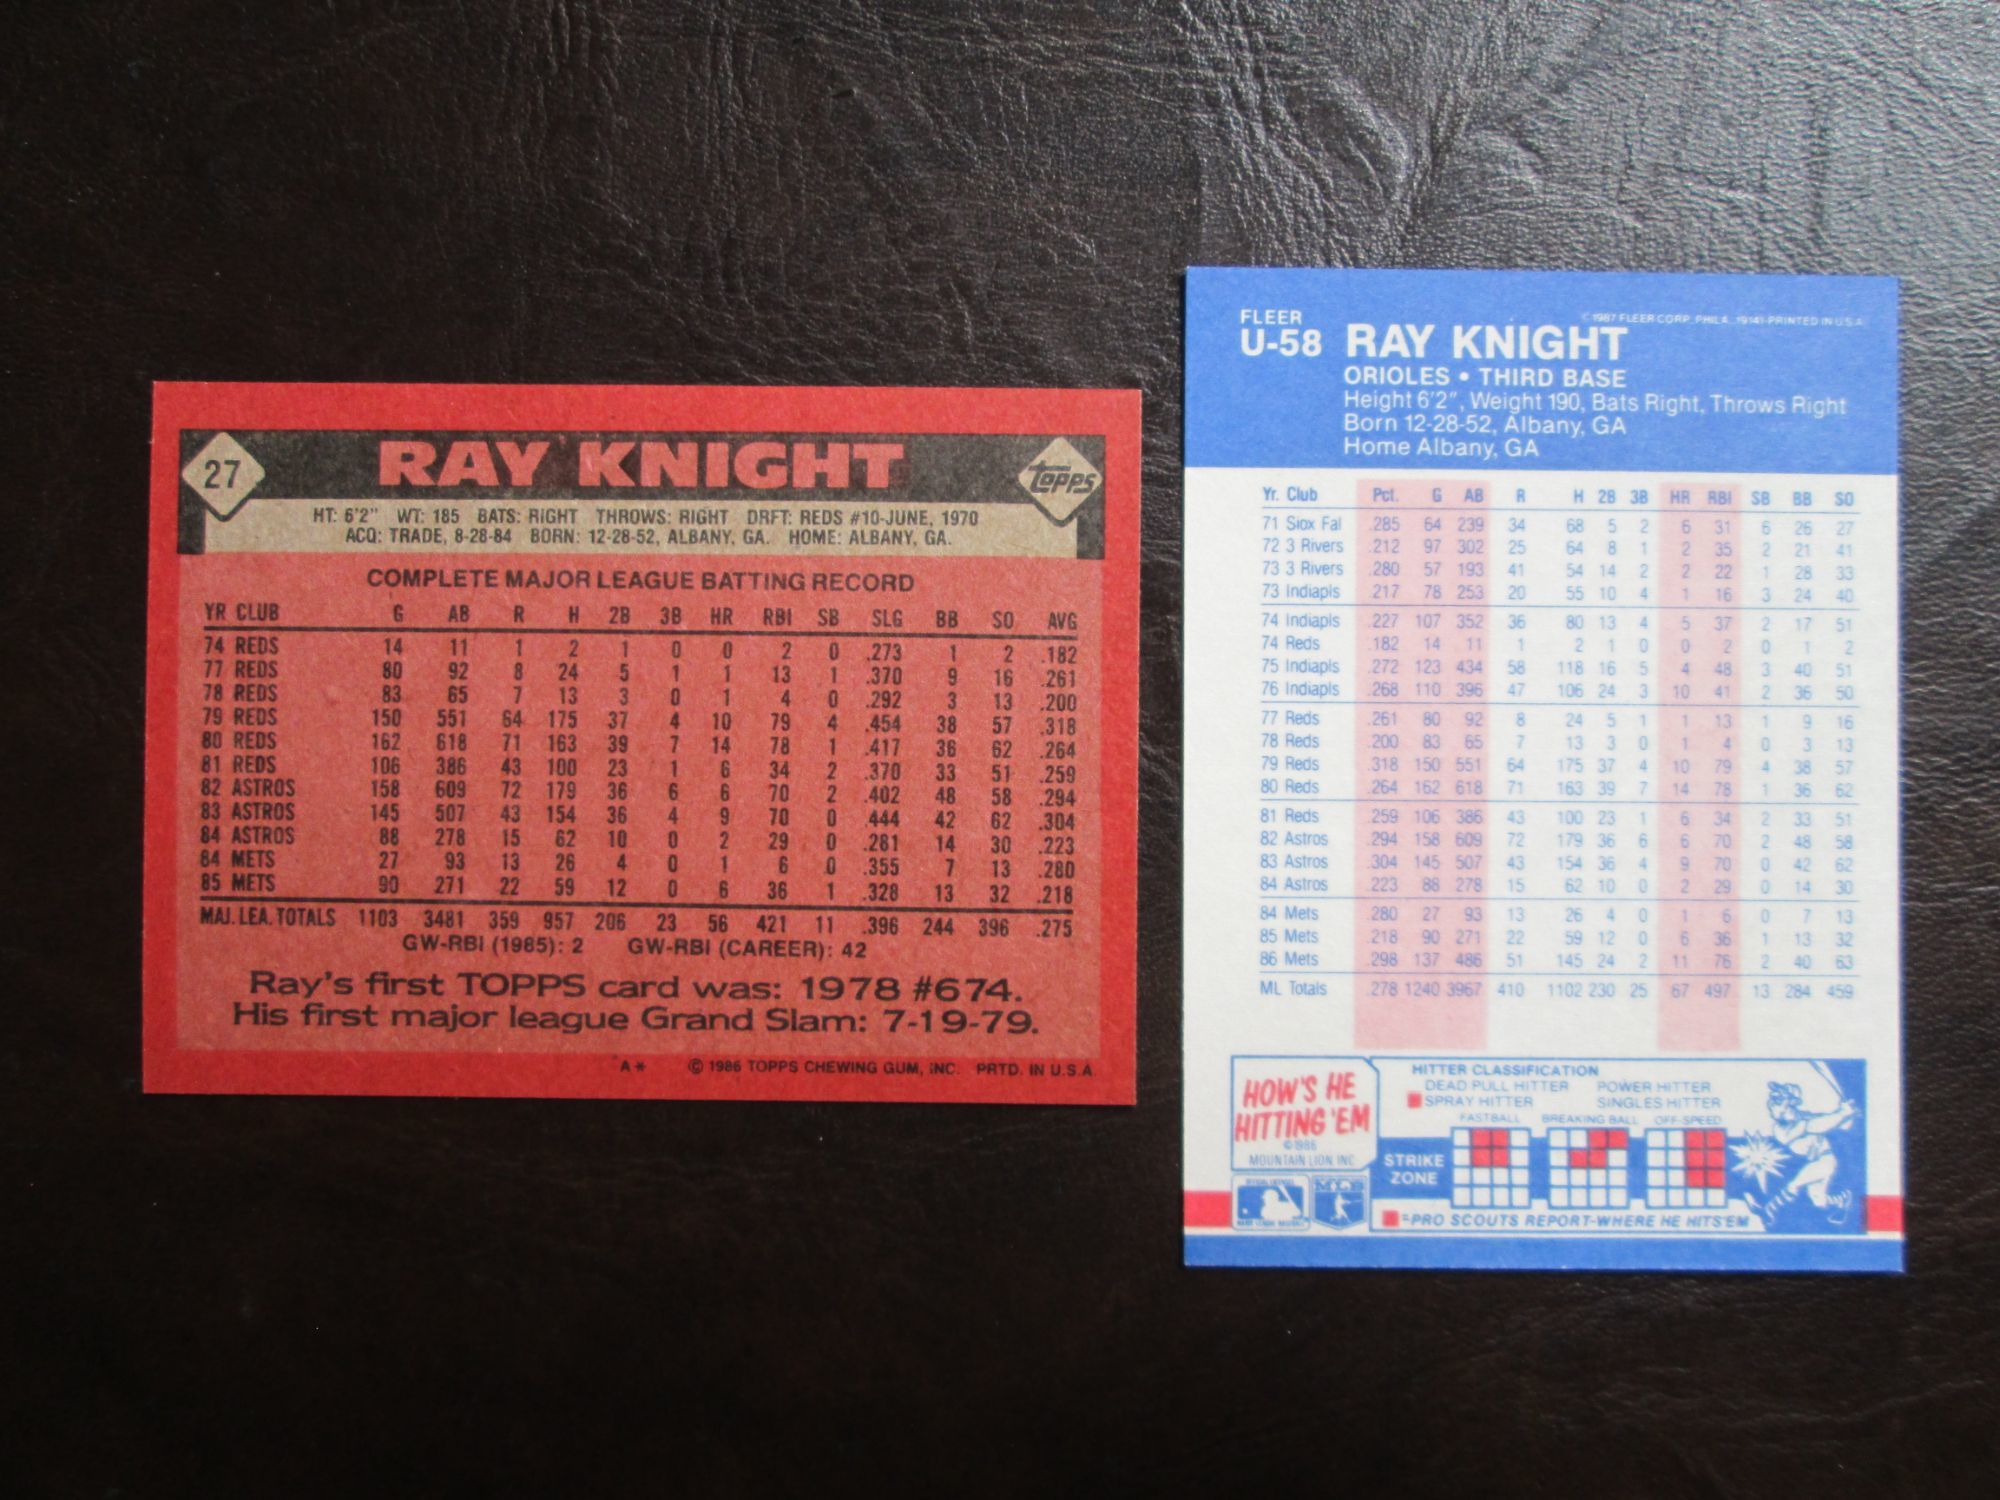 27 RAY KNIGHT topps
HT: 6'2" WT: 185 BATS: RIGHT THROWS: RIGHT DRFT: REDS #10-JUNE, 1970
ACQ: TRADE, 8-28-84 BORN: 12-28-52, ALBANY, GA. HOME: ALBANY, GA.
COMPLETE MAJOR LEAGUE BATTING RECORD
YR CLUB G AB R H 2B 3B HR RBI SB SLG BB SO AVG
74 REDS 14 11 1 2 1 0 0 2 0 .273 1 2 .182
77 REDS 80 92 8 24 5 1 1 13 1 .370 9 16 .261
78 REDS 83 65 7 13 3 0 1 4 0 .292 3 13 .200
79 REDS 150 551 64 175 37 4 10 79 4 .454 38 57 .318
80 REDS 162 618 71 163 39 7 14 78 1 .417 36 62 .264
81 REDS 106 386 43 100 23 1 6 34 2 .370 33 51 .259
82 ASTROS 158 609 72 179 36 6 6 70 2 .402 48 58 .294
83 ASTROS 145 507 43 154 36 4 9 70 0 .444 42 62 .304
84 ASTROS 88 278 15 62 10 0 2 29 0 .281 14 30 .223
84 METS 27 93 13 26 4 0 1 6 0 .355 7 13 .280
85 METS 90 271 22 59 12 0 6 36 1 .328 13 32 .218
MAJ. LEA. TOTALS 1103 3481 359 957 206 23 56 421 11 .396 244 396 .275
GW-RBI (1985): 2 GW-RBI (CAREER): 42
Ray's first TOPPS card was: 1978 #674.
His first major league Grand Slam: 7-19-79.
A* © 1986 TOPPS CHEWING GUM, INC. PRTD. IN U.S.A.
FLEER
© 1987 FLEER CORP. PHILA. 19141-PRINTED IN U.S.A.
U-58 RAY KNIGHT
ORIOLES • THIRD BASE
Height 6'2", Weight 190, Bats Right, Throws Right
Born 12-28-52, Albany, GA
Home Albany, GA
Yr. Club Pct. G AB R H 2B 3B HR RBI SB BB SO
71 Siox Fal .285 64 239 34 68 5 2 6 31 6 26 27
72 3 Rivers .212 97 302 25 64 8 1 2 35 2 21 41
73 3 Rivers .280 57 193 41 54 14 2 2 22 1 28 33
73 Indiapls .217 78 253 20 55 10 4 1 16 3 24 40
74 Indiapls .227 107 352 36 80 13 4 5 37 2 17 51
74 Reds .182 14 11 1 2 1 0 0 2 0 1 2
75 Indiapls .272 123 434 58 118 16 5 4 48 3 40 51
76 Indiapls .268 110 396 47 106 24 3 10 41 2 36 50
77 Reds .261 80 92 8 24 5 1 1 13 1 9 16
78 Reds .200 83 65 7 13 3 0 1 4 0 3 13
79 Reds .318 150 551 64 175 37 4 10 79 4 38 57
80 Reds .264 162 618 71 163 39 7 14 78 1 36 62
81 Reds .259 106 386 43 100 23 1 6 34 2 33 51
82 Astros .294 158 609 72 179 36 6 6 70 2 48 58
83 Astros .304 145 507 43 154 36 4 9 70 0 42 62
84 Astros .223 88 278 15 62 10 0 2 29 0 14 30
84 Mets .280 27 93 13 26 4 0 1 6 0 7 13
85 Mets .218 90 271 22 59 12 0 6 36 1 13 32
86 Mets .298 137 486 51 145 24 2 11 76 2 40 63
ML Totals .278 1240 3967 410 1102 230 25 67 497 13 284 459
HOW'S HE
HITTING 'EM
© 1986
MOUNTAIN LION INC
HITTER CLASSIFICATION
DEAD PULL HITTER POWER HITTER
SPRAY HITTER SINGLES HITTER
FASTBALL BREAKING BALL OFF-SPEED
STRIKE
ZONE
=PRO SCOUTS REPORT-WHERE HE HITS 'EM